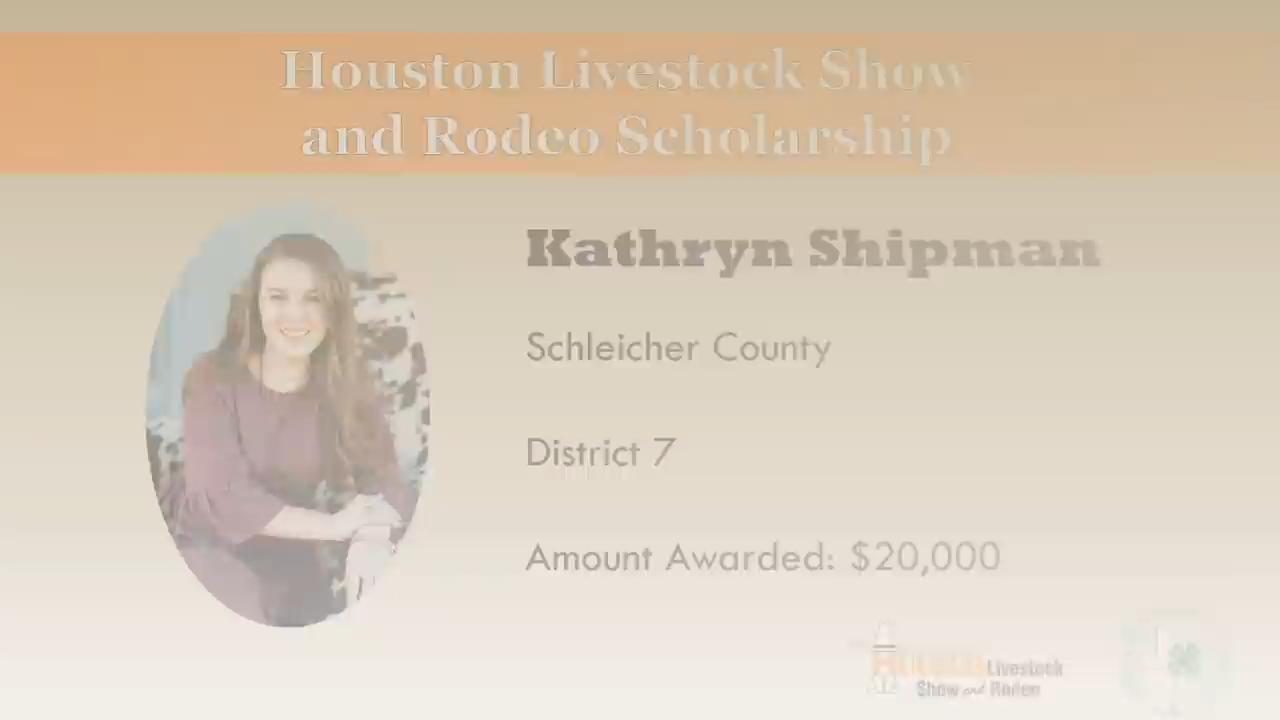 Houston Livestock Show
and Rodeo Scholarship
Kathryn Shipman
Schleicher County
District 7
Amount Awarded: $20,000
Houston Livestock
Show and Rodeo